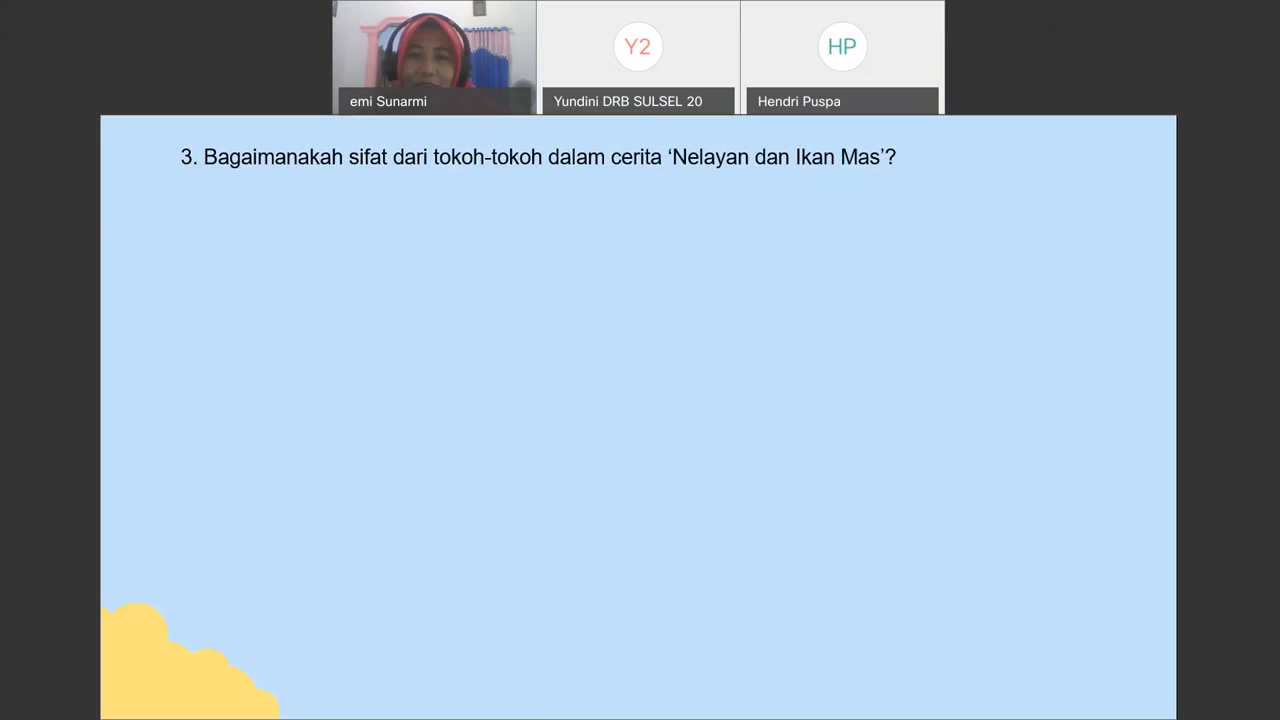 Y2
HP
emi Sunarmi
Yundini DRB SULSEL 20
Hendri Puspa
3. Bagaimanakah sifat dari tokoh-tokoh dalam cerita ‘Nelayan dan Ikan Mas’?